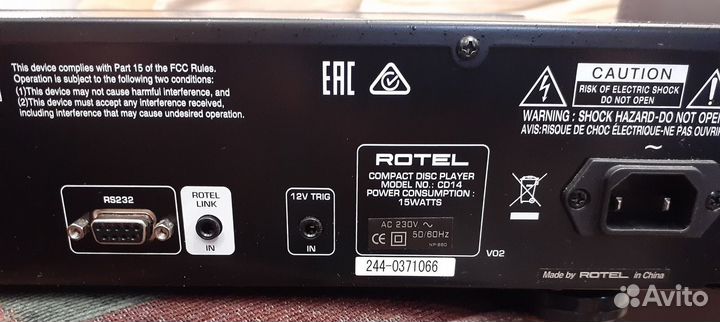 This device complies with Part 15 of the FCC Rules.
Operation is subject to the following two conditions:
(1)This device may not cause harmful interference, and
(2)This device must accept any interference received,
including interference that may cause undesired operation.
EAC
CAUTION
RISK OF ELECTRIC SHOCK
DO NOT OPEN
WARNING : SHOCK HAZARD-DO NOT OPE
AVIS:RISQUE DE CHOC ÉLECTRIQUE-NE PAS OUVRIR
RS232
ROTEL
LINK
IN
12V TRIG
IN
ROTEL
COMPACT DISC PLAYER
MODEL NO.: CD14
POWER CONSUMPTION :
15WATTS
AC 230V ~
50/60Hz
CE
V02
244-0371066
Made by ROTEL in China
Avito